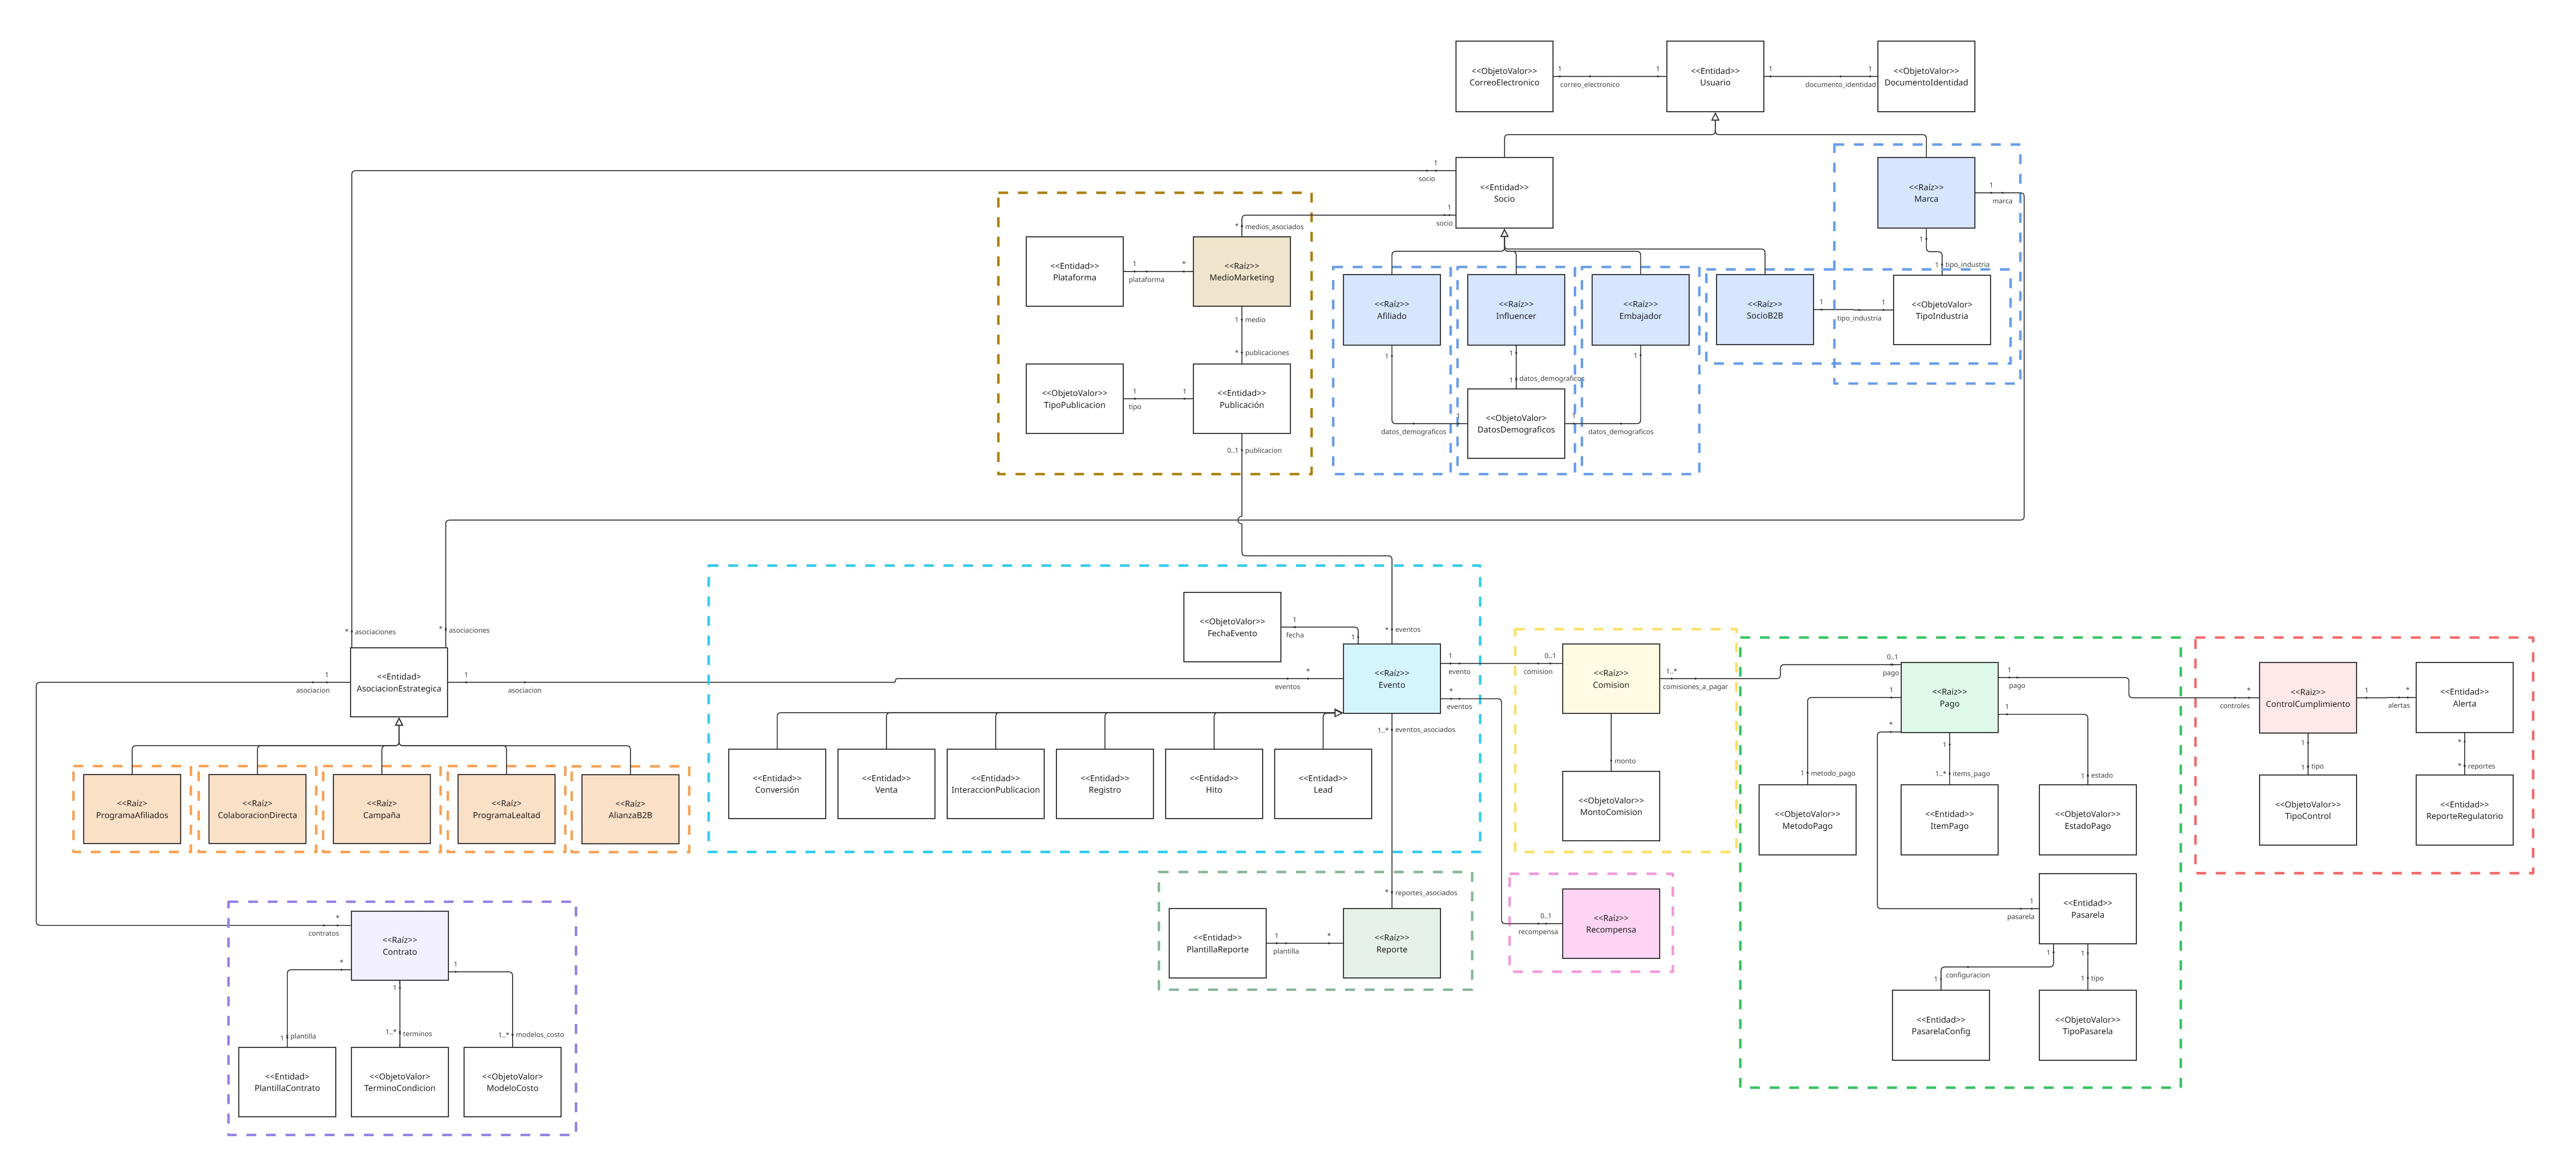 <<ObjetoValor>>
CorreoElectronico
1
correo_electronico
1
<<Entidad>>
Usuario
1
documento_identidad
1
<<ObjetoValor>>
DocumentoIdentidad
1
socio
<<Entidad>>
Socio
1
socio
<<Raíz>>
Marca
1
marca
1
1
tipo_industria
*
medios_asociados
<<Entidad>>
Plataforma
1
plataforma
*
<<Raíz>>
MedioMarketing
1
medio
*
publicaciones
<<ObjetoValor>>
TipoPublicacion
1
tipo
1
<<Entidad>>
Publicación
0..1
publicacion
<<Raíz>>
Afiliado
<<Raíz>>
Influencer
<<Raíz>>
Embajador
<<Raíz>>
SocioB2B
1
tipo_industria
1
<<ObjetoValor>
TipoIndustria
1
1
1
1
datos_demograficos
1
datos_demograficos
<<ObjetoValor>
DatosDemograficos
1
datos_demograficos
*
asociaciones
*
asociaciones
1
asociacion
<<Entidad>
AsociacionEstrategica
1
asociacion
<<ObjetoValor>>
FechaEvento
1
fecha
1
*
eventos
*
eventos
<<Raíz>>
Evento
1
evento
*
eventos
1..*
eventos_asociados
<<Entidad>>
Conversión
<<Entidad>>
Venta
<<Entidad>>
InteraccionPublicacion
<<Entidad>>
Registro
<<Entidad>>
Hito
<<Entidad>>
Lead
0..1
comision
<<Raíz>>
Comision
1..*
comisiones_a_pagar
monto
<<ObjetoValor>>
MontoComision
0..1
pago
<<Raiz>>
Pago
1
pago
1
1
*
1
1
metodo_pago
1..*
items_pago
1
estado
<<ObjetoValor>>
MetodoPago
<<Entidad>>
ItemPago
<<ObjetoValor>>
EstadoPago
1
pasarela
<<Entidad>>
Pasarela
1
1
configuracion
1
1
tipo
<<Entidad>>
PasarelaConfig
<<ObjetoValor>>
TipoPasarela
*
controles
<<Raiz>>
ControlCumplimiento
1
*
alertas
<<Entidad>>
Alerta
1
1
tipo
*
*
reportes
<<ObjetoValor>>
TipoControl
<<Entidad>>
ReporteRegulatorio
<<Raíz>
ProgramaAfiliados
<<Raíz>
ColaboracionDirecta
<<Raíz>
Campaña
<<Raíz>
ProgramaLealtad
<<Raíz>
AlianzaB2B
*
contratos
<<Raíz>>
Contrato
*
1
1
1
plantilla
1..*
terminos
1..*
modelos_costo
<<Entidad>
PlantillaContrato
<<ObjetoValor>
TerminoCondicion
<<ObjetoValor>
ModeloCosto
*
reportes_asociados
<<Entidad>>
PlantillaReporte
1
plantilla
*
<<Raíz>>
Reporte
0..1
recompensa
<<Raíz>>
Recompensa